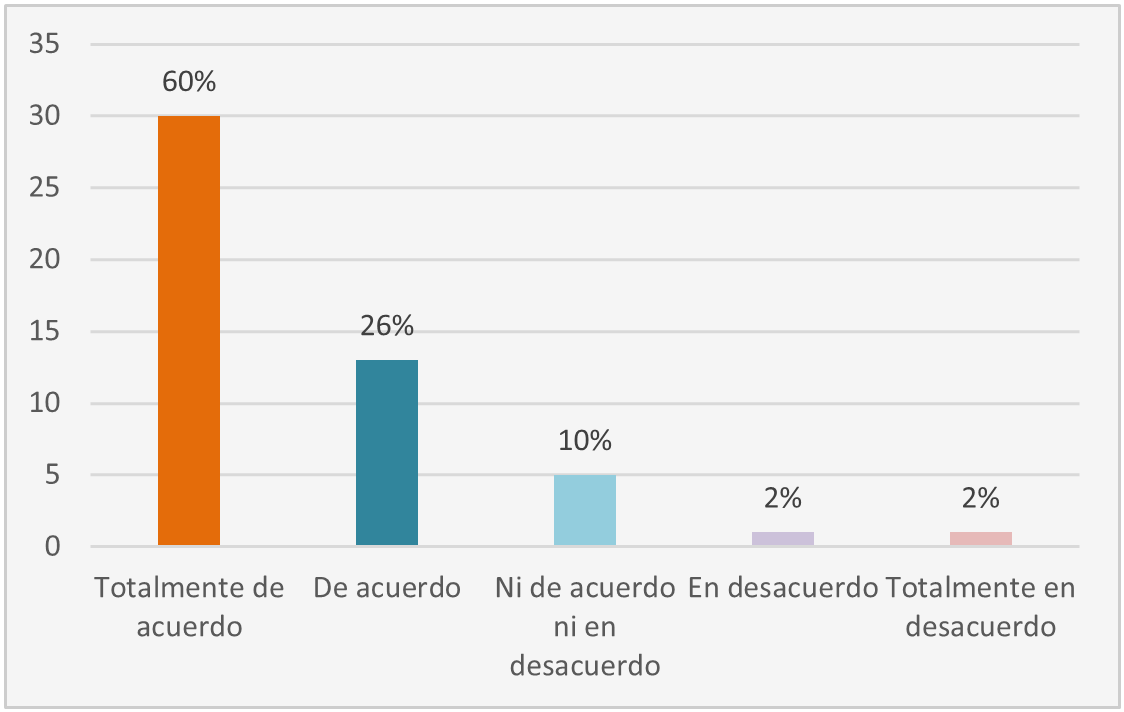 35
60%
30
25
20
26%
15
10
10%
5
2%
2%
0
Totalmente de
acuerdo
De acuerdo
Ni de acuerdo
ni en
desacuerdo
En desacuerdo
Totalmente en
desacuerdo